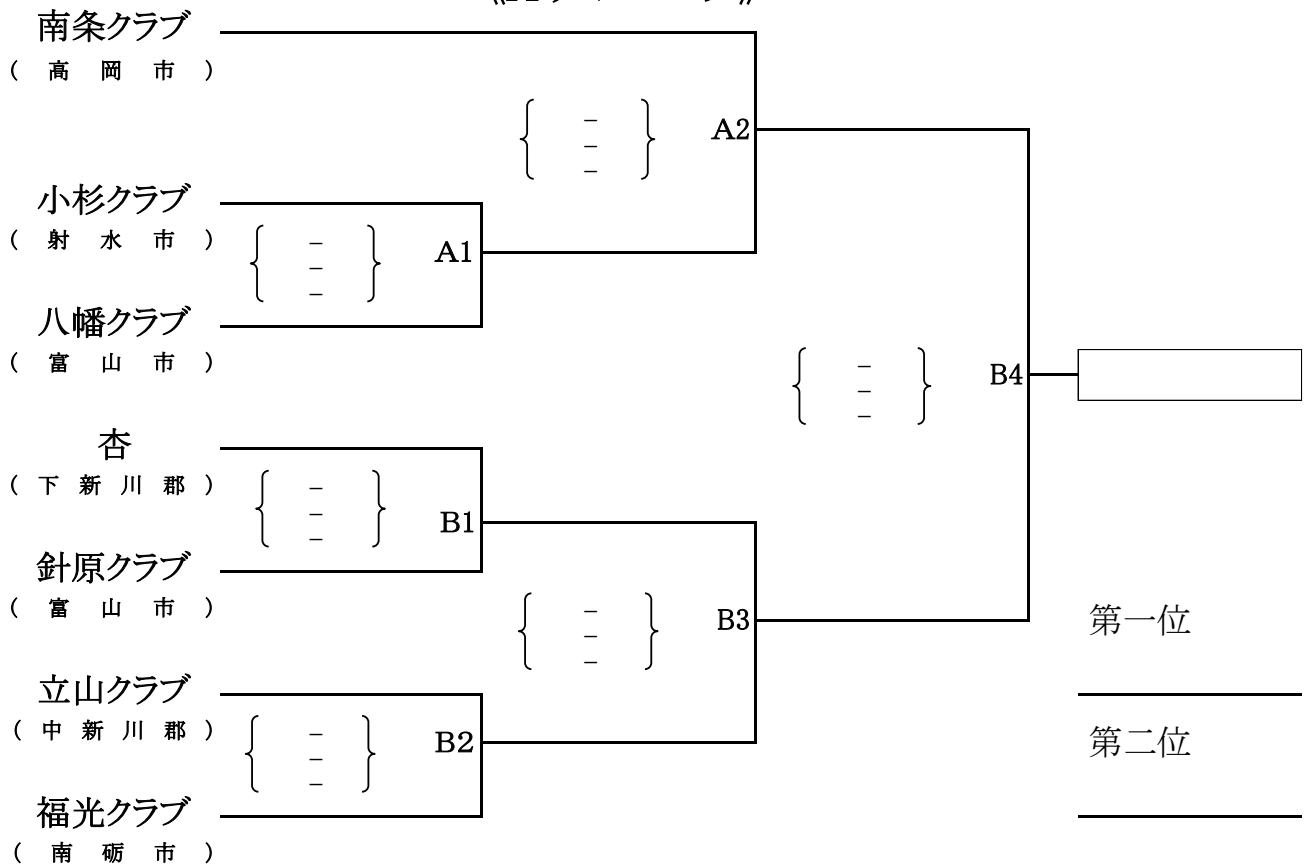 南条クラブ
( 高 岡 市 )
A2
小杉クラブ
( 射 水 市 )
A1
八幡クラブ
( 富 山 市 )
B4
杏
( 下 新 川 郡 )
B1
針原クラブ
( 富 山 市 )
B3
第一位
立山クラブ
( 中 新 川 郡 )
B2
第二位
福光クラブ
( 南 砺 市 )